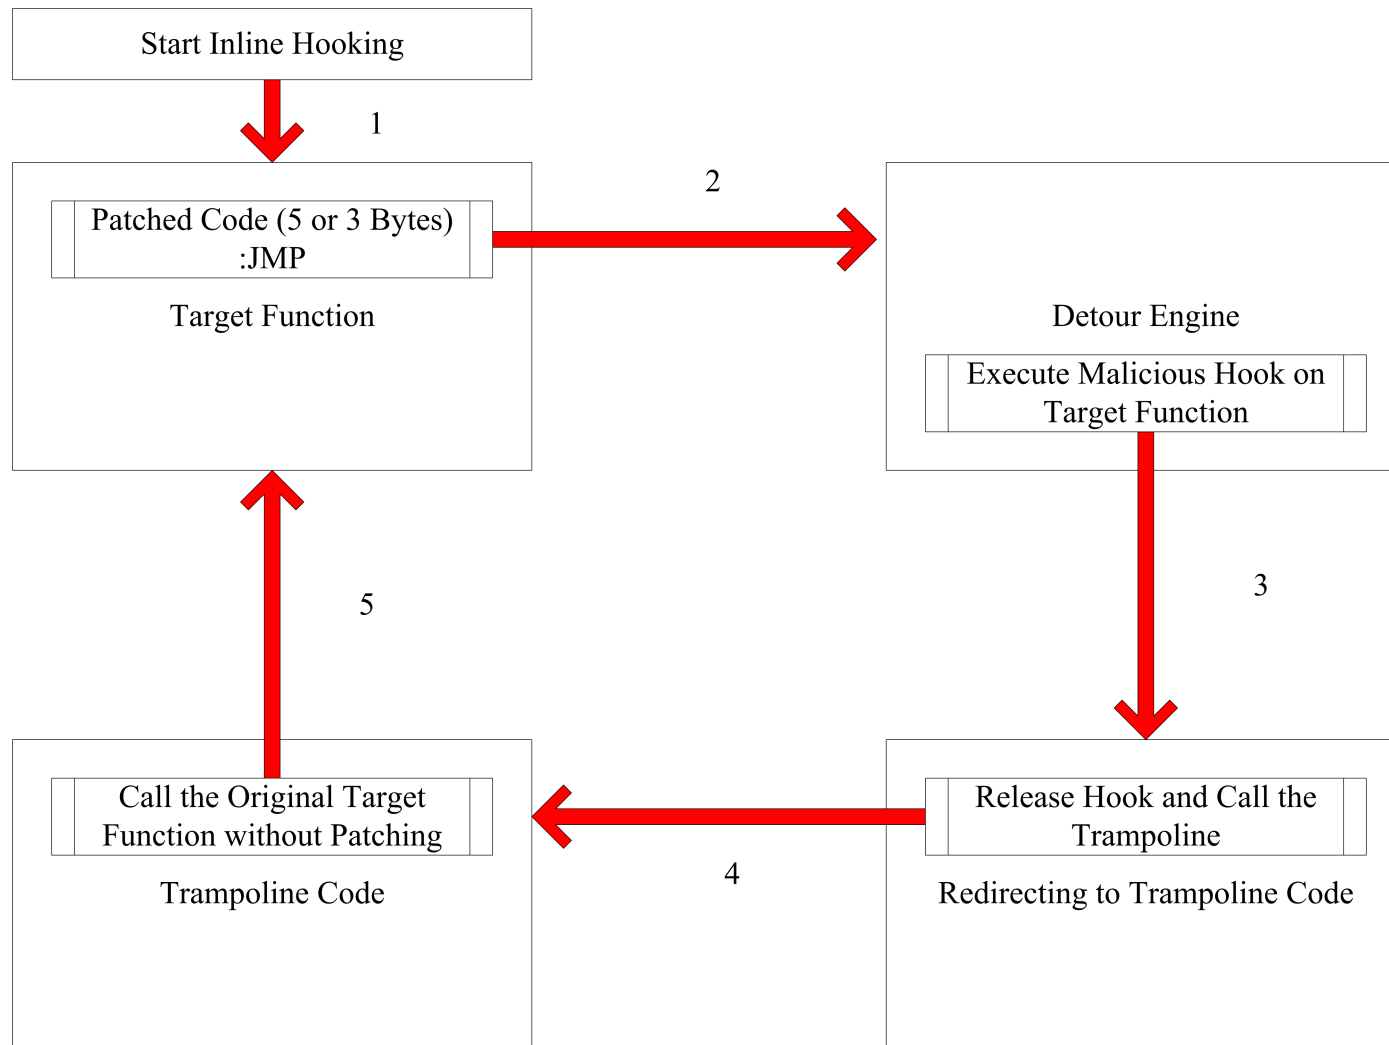 Start Inline Hooking
1
Patched Code (5 or 3 Bytes)
:JMP
Target Function
2
Detour Engine
Execute Malicious Hook on
Target Function
3
Release Hook and Call the
Trampoline
Redirecting to Trampoline Code
4
Call the Original Target
Function without Patching
Trampoline Code
5